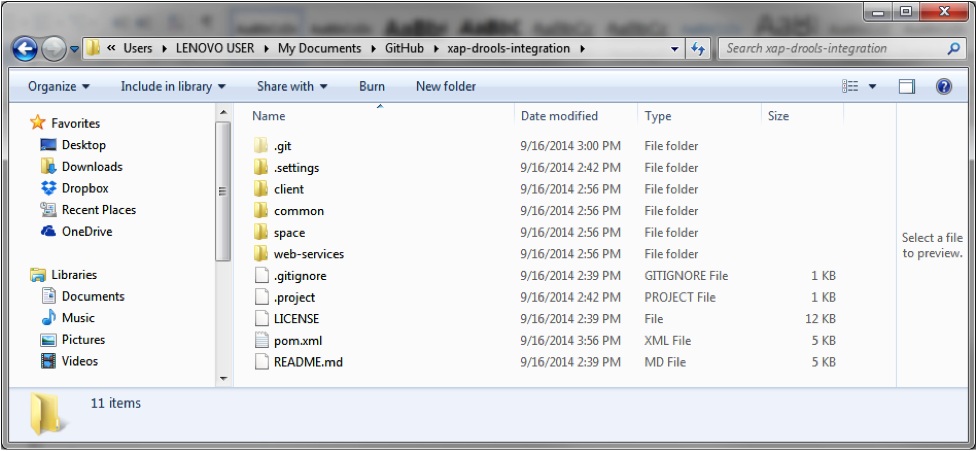 « Users LENOVO USER My Documents GitHub xap-drools-integration Search xap-drools-integration
Organize Include in library Share with Burn New folder
Favorites
Desktop
Downloads
Dropbox
Recent Places
OneDrive
Libraries
Documents
Music
Pictures
Videos
Name Date modified Type Size
.git 9/16/2014 3:00 PM File folder
.settings 9/16/2014 2:42 PM File folder
client 9/16/2014 2:56 PM File folder
common 9/16/2014 2:56 PM File folder
space 9/16/2014 2:56 PM File folder
web-services 9/16/2014 2:56 PM File folder
.gitignore 9/16/2014 2:39 PM GITIGNORE File 1 KB
.project 9/16/2014 2:42 PM PROJECT File 1 KB
LICENSE 9/16/2014 2:39 PM File 12 KB
pom.xml 9/16/2014 3:56 PM XML File 5 KB
README.md 9/16/2014 2:39 PM MD File 5 KB
Select a file
to preview.
11 items